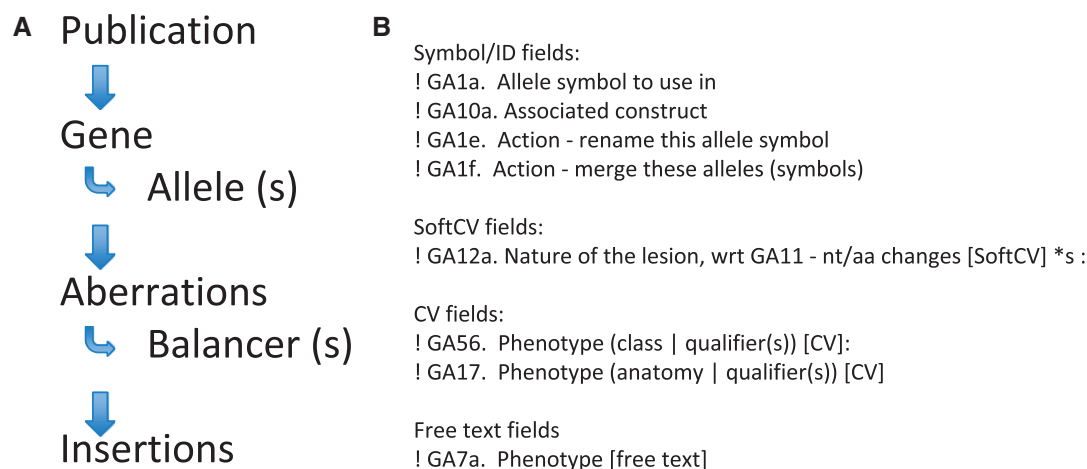 A
Publication
Gene
Allele (s)
Aberrations
Balancer (s)
Insertions
B
Symbol/ID fields:
! GA1a.  Allele symbol to use in
! GA10a. Associated construct
! GA1e.  Action - rename this allele symbol
! GA1f.  Action - merge these alleles (symbols)
SoftCV fields:
! GA12a. Nature of the lesion, wrt GA11 - nt/aa changes [SoftCV] *s :
CV fields:
! GA56.  Phenotype (class | qualifier(s)) [CV]:
! GA17.  Phenotype (anatomy | qualifier(s)) [CV]
Free text fields
! GA7a.  Phenotype [free text]